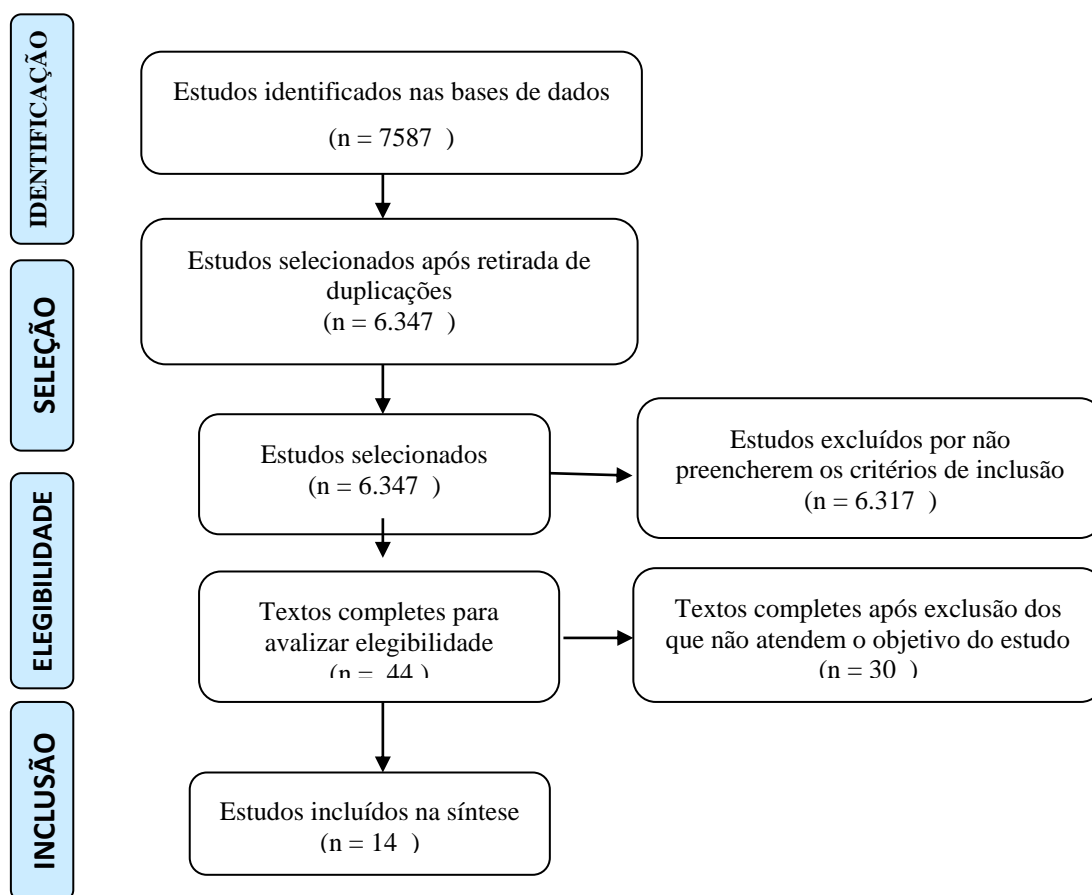 IDENTIFICAÇÃO
Estudos identificados nas bases de dados
(n = 7587 )
Estudos selecionados após retirada de
duplicações
(n = 6.347 )
SELEÇÃO
Estudos selecionados
(n = 6.347 )
Estudos excluídos por não
preencherem os critérios de inclusão
(n = 6.317 )
ELEGIBILIDADE
Textos completes para
avalizar elegibilidade
(n = 44 )
Textos completes após exclusão dos
que não atendem o objetivo do estudo
(n = 30 )
INCLUSÃO
Estudos incluídos na síntese
(n = 14 )